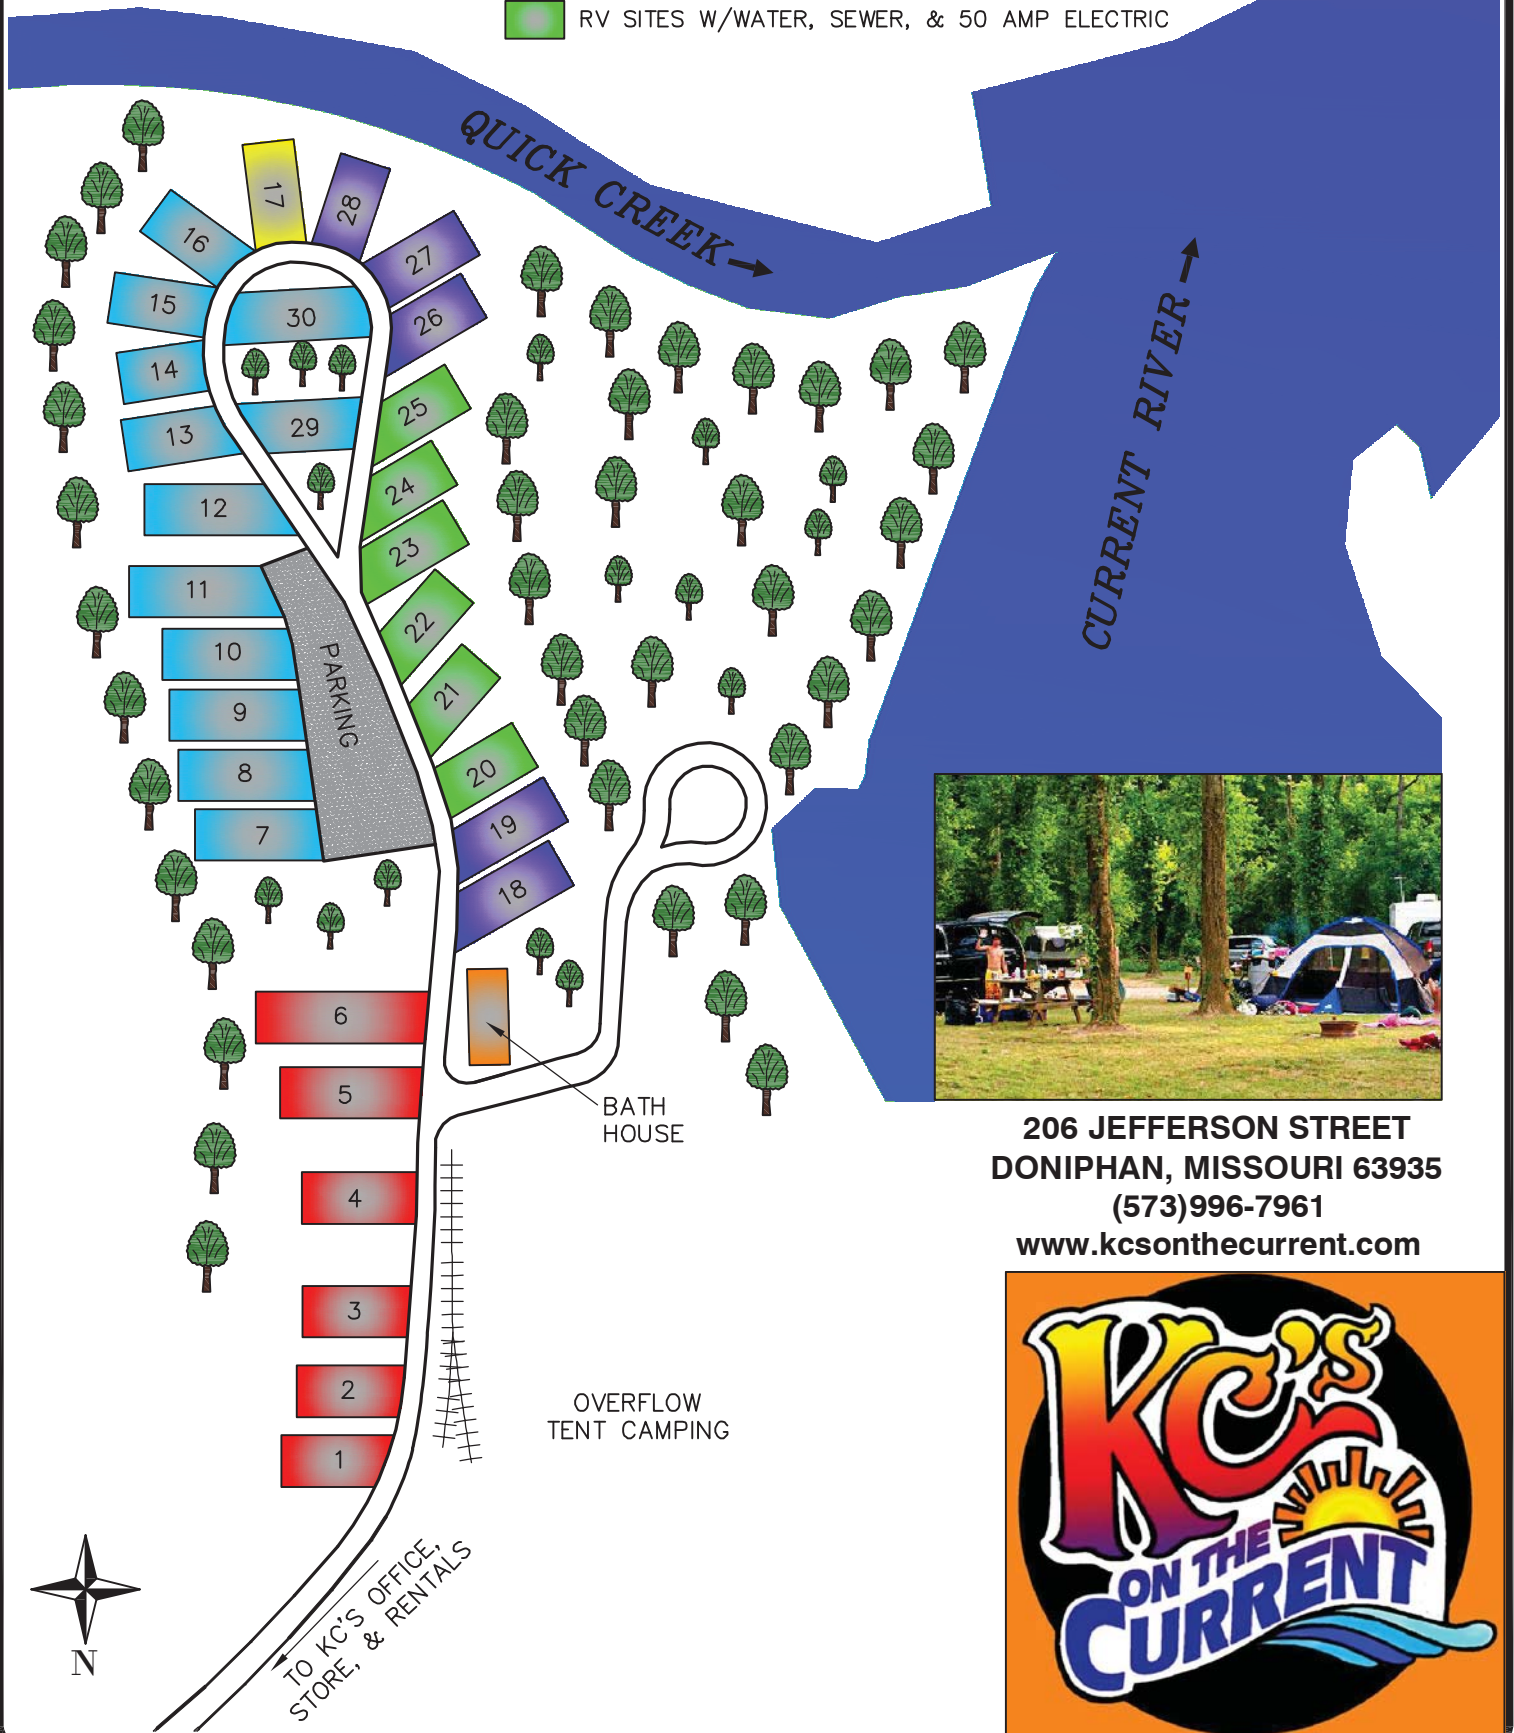 RV SITES W/WATER, SEWER, & 50 AMP ELECTRIC
QUICK CREEK
CURRENT RIVER
17
28
16
27
15
30
26
14
25
13
29
24
12
23
11
22
10
PARKING
21
9
8
20
7
19
18
6
5
BATH
HOUSE
4
3
2
1
OVERFLOW
TENT CAMPING
TO KC'S OFFICE,
STORE, & RENTALS
N
206 JEFFERSON STREET
DONIPHAN, MISSOURI 63935
(573)996-7961
www.kcsonthecurrent.com
KC's
ON THE
CURRENT